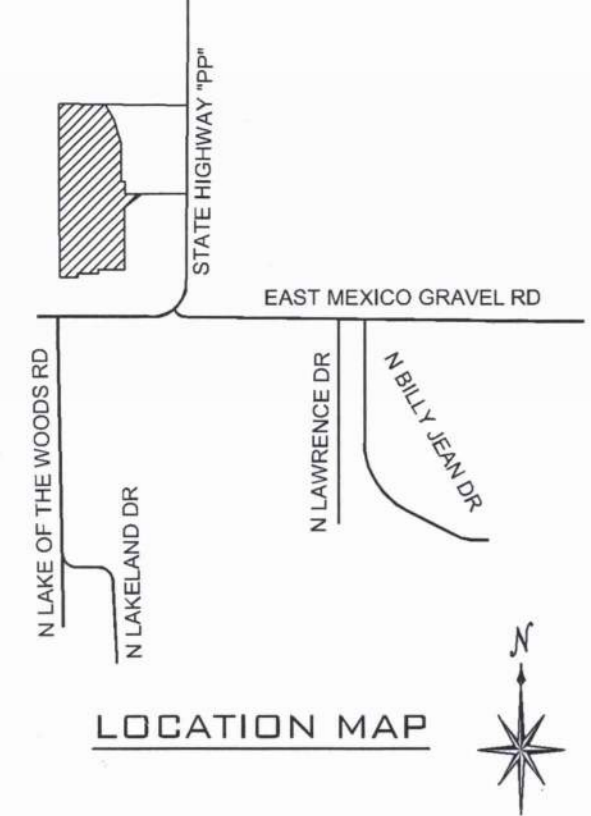 STATE HIGHWAY "PP"
EAST MEXICO GRAVEL RD
N LAKE OF THE WOODS RD
N LAKELAND DR
N LAWRENCE DR
N BILLY JEAN DR
N
LOCATION MAP